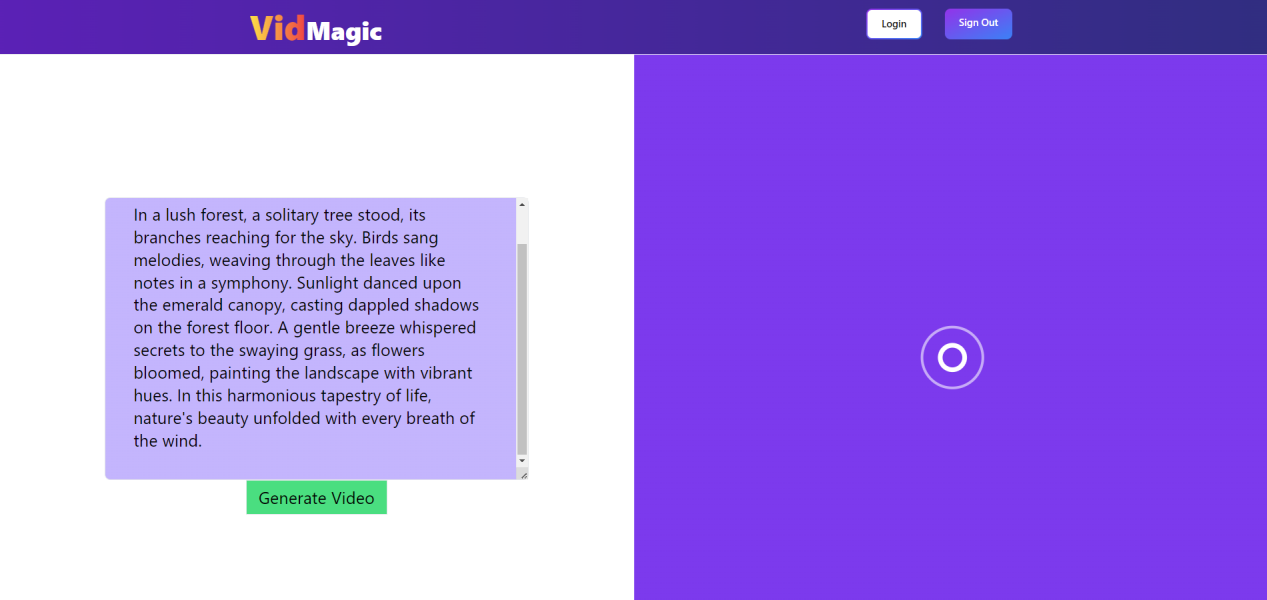 VidMagic
Login
Sign Out
In a lush forest, a solitary tree stood, its
branches reaching for the sky. Birds sang
melodies, weaving through the leaves like
notes in a symphony. Sunlight danced upon
the emerald canopy, casting dappled shadows
on the forest floor. A gentle breeze whispered
secrets to the swaying grass, as flowers
bloomed, painting the landscape with vibrant
hues. In this harmonious tapestry of life,
nature's beauty unfolded with every breath of
the wind.
Generate Video